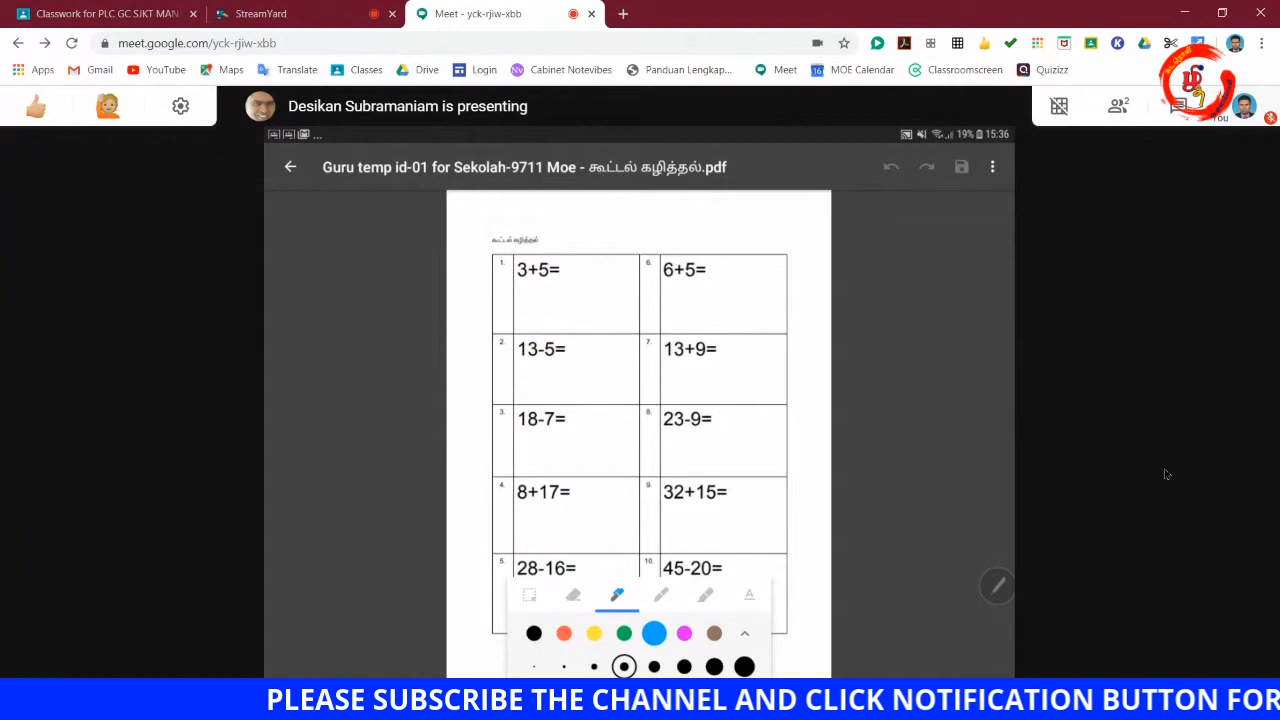 Classwork for PLC GC SJKT MAN
StreamYard
Meet - yck-rjiw-xbb
meet.google.com/yck-rjiw-xbb
Apps Gmail YouTube Maps Translate Classes Drive Login Cabinet Notevibes Panduan Lengkap... Meet MOE Calendar Classroomscreen Quizizz
Desikan Subramaniam is presenting
2
You
... 19% 15:36
Guru temp id-01 for Sekolah-9711 Moe - கூட்டல் கழித்தல்.pdf
கூட்டல் கழித்தல்
1. 3+5= 6. 6+5=
2. 13-5= 7. 13+9=
3. 18-7= 8. 23-9=
4. 8+17= 9. 32+15=
5. 28-16= 10. 45-20=
PLEASE SUBSCRIBE THE CHANNEL AND CLICK NOTIFICATION BUTTON FOR